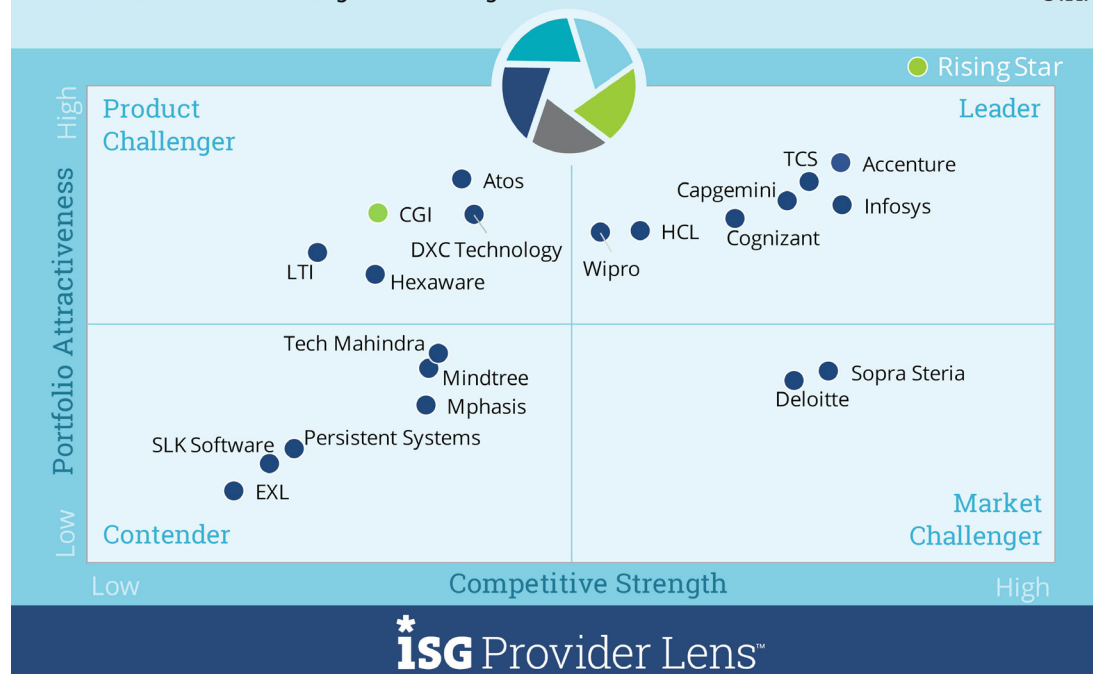 Rising Star
High
Product
Challenger
Leader
TCS
Accenture
Atos
Capgemini
Infosys
CGI
HCL
Cognizant
DXC Technology
Wipro
LTI
Hexaware
Portfolio Attractiveness
Tech Mahindra
Mindtree
Sopra Steria
Deloitte
Mphasis
Persistent Systems
SLK Software
EXL
Market
Challenger
Contender
Low
Low
Competitive Strength
High
*ISG Provider Lens™